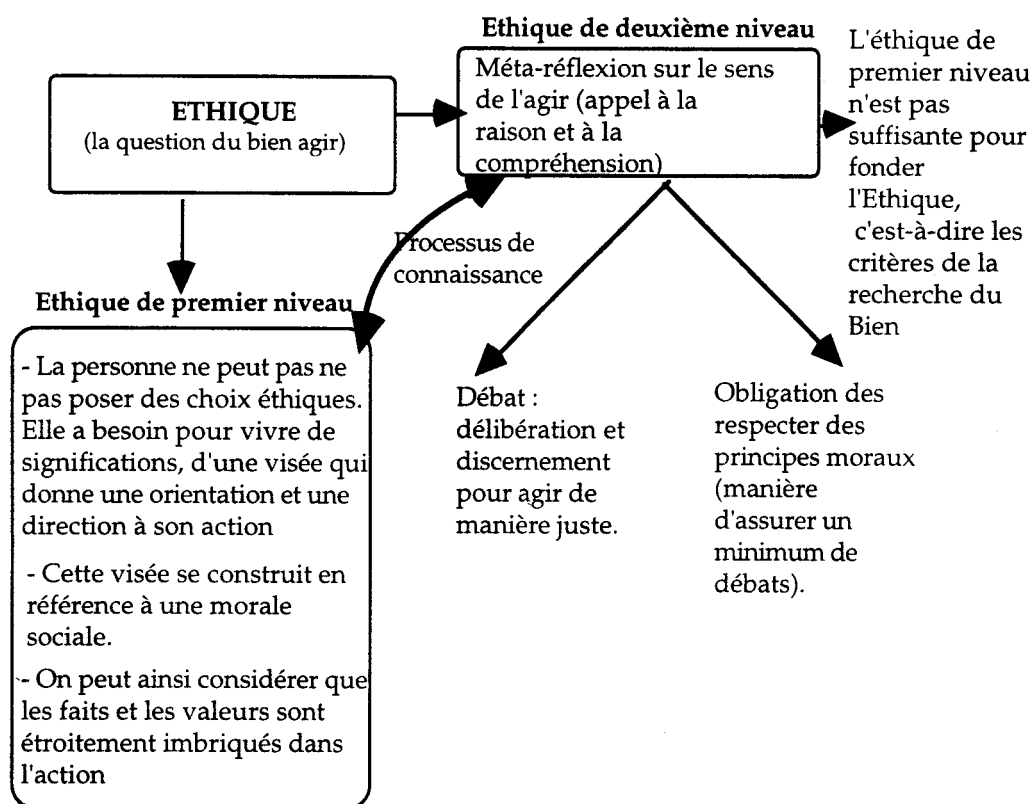 ETHIQUE
(la question du bien agir)
Ethique de deuxième niveau
Méta-réflexion sur le sens
de l'agir (appel à la
raison et à la
compréhension)
L'éthique de
premier niveau
n'est pas
suffisante pour
fonder
l'Ethique,
c'est-à-dire les
critères de la
recherche du
Bien
Processus de
connaissance
Ethique de premier niveau
- La personne ne peut pas ne
pas poser des choix éthiques.
Elle a besoin pour vivre de
significations, d'une visée qui
donne une orientation et une
direction à son action
- Cette visée se construit en
référence à une morale
sociale.
- On peut ainsi considérer que
les faits et les valeurs sont
étroitement imbriqués dans
l'action
Débat :
délibération et
discernement
pour agir de
manière juste.
Obligation des
respecter des
principes moraux
(manière
d'assurer un
minimum de
débats).